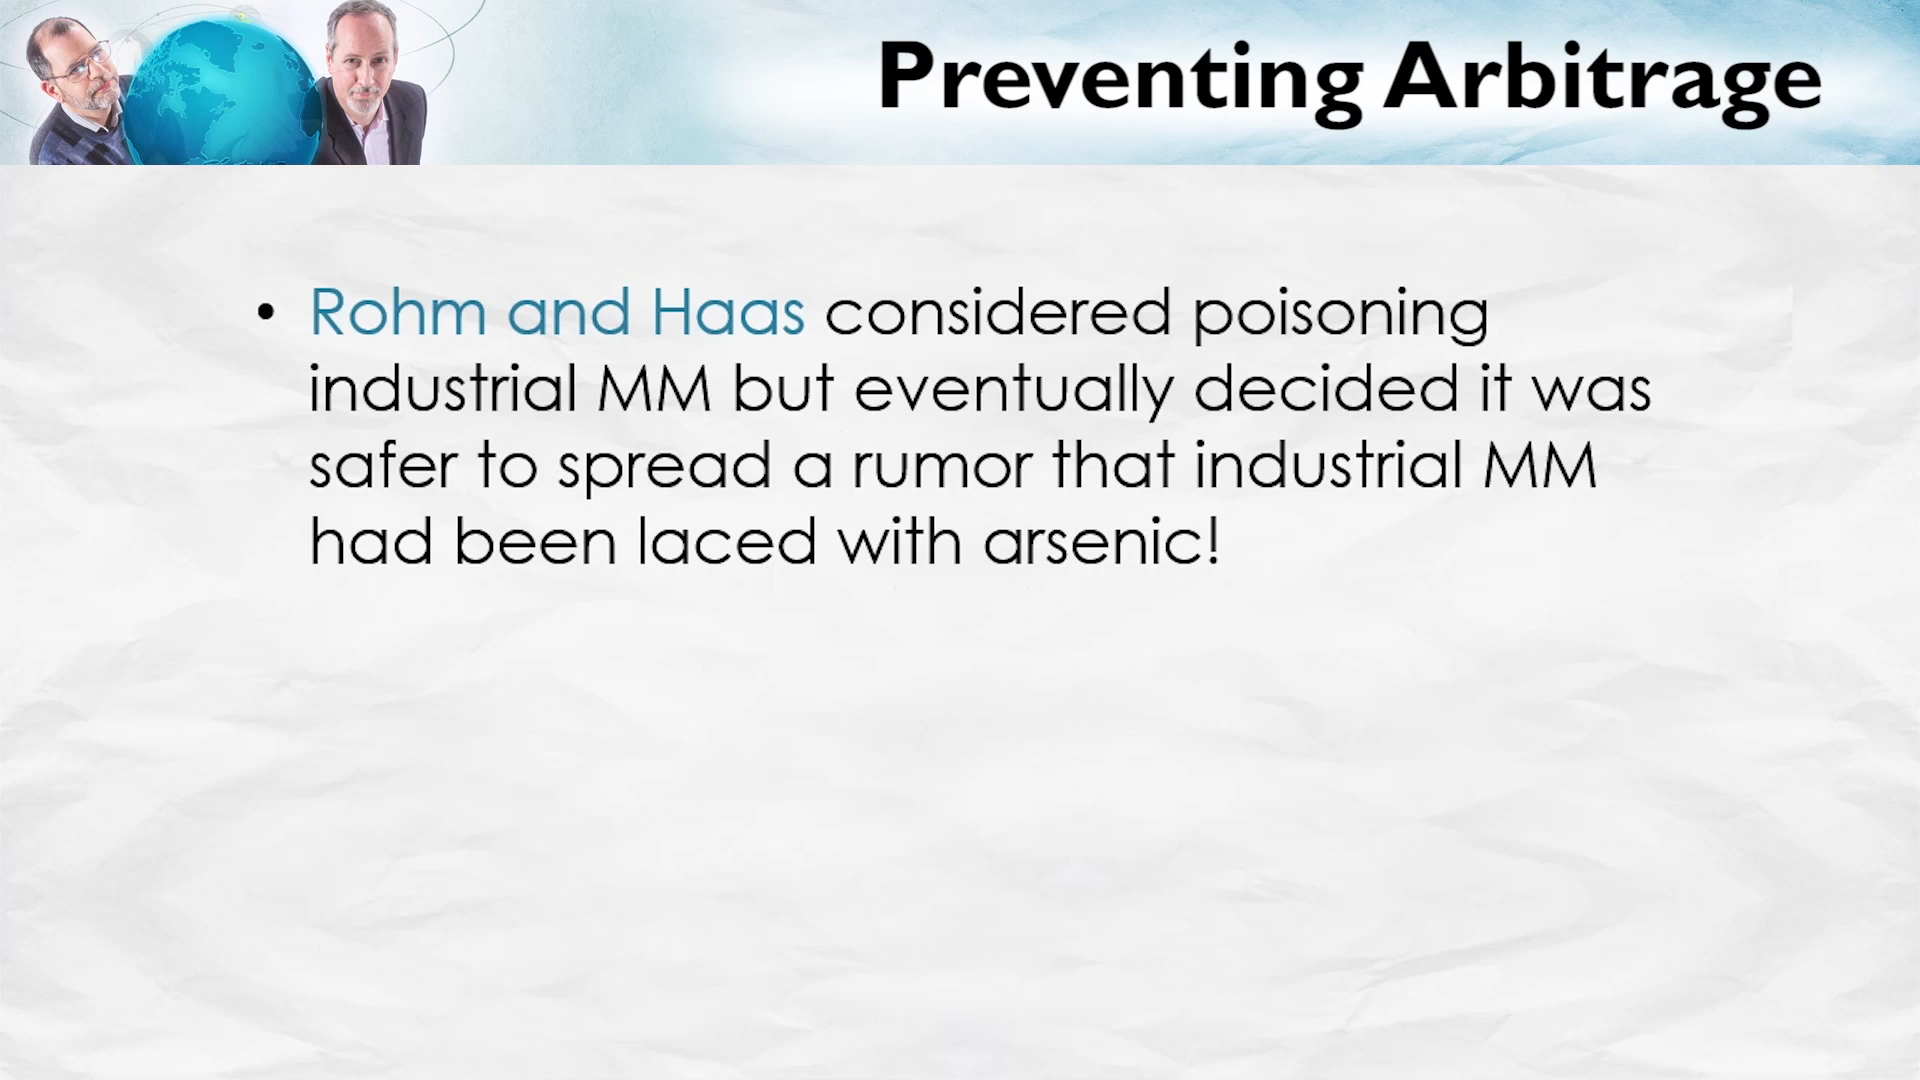 Preventing Arbitrage
• Rohm and Haas considered poisoning
industrial MM but eventually decided it was
safer to spread a rumor that industrial MM
had been laced with arsenic!